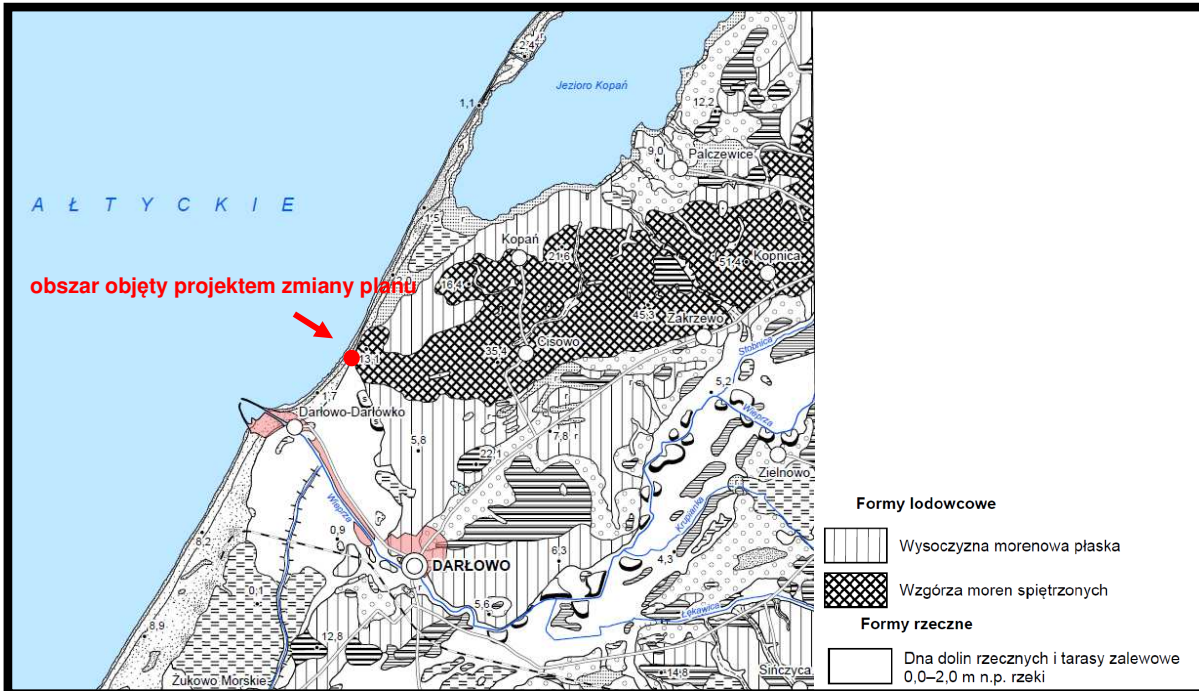 2,4
Jezioro Kopań
1,1
12,2
r
9,0
Palczewice
A Ł T Y C K I E
1,5
r
Kopań
21,6
51,4
Kopnica
obszar objęty projektem zmiany planu
16,4
45,3
Zakrzewo
Stobnica
13,1
35,4
Cisowo
5,2
1,7
Darłowo-Darłówko
s
s
r
r
Wieprza
5,8
7,8
r
22,1
Zielnowo
Wieprza
Krupianka
Formy lodowcowe
8,2
0,9
6,3
4,3
Wysoczyzna morenowa płaska
DARŁOWO
0,1
5,6
Łękawica
Wzgórza moren spiętrzonych
8,9
12,8
Formy rzeczne
Żukowo Morskie
14,8
Sińczyca
Dna dolin rzecznych i tarasy zalewowe
0,0–2,0 m n.p. rzeki